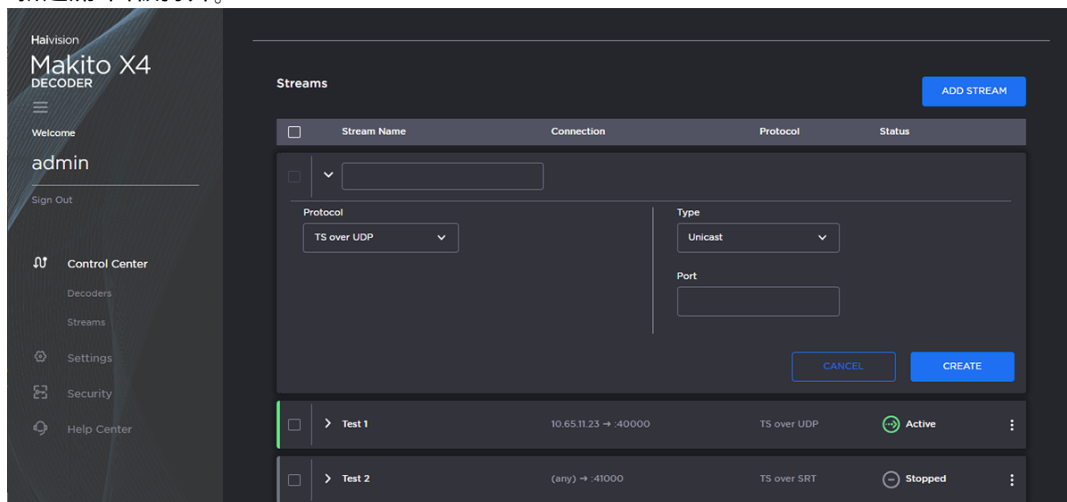 Haivision
Makito X4
DECODER
Welcome
admin
Sign Out
Control Center
Decoders
Streams
Settings
Security
Help Center
Streams
ADD STREAM
Stream Name Connection Protocol Status
Protocol
TS over UDP
Type
Unicast
Port
CANCEL CREATE
Test 1 10.65.11.23 → :40000 TS over UDP Active
Test 2 (any) → :41000 TS over SRT Stopped